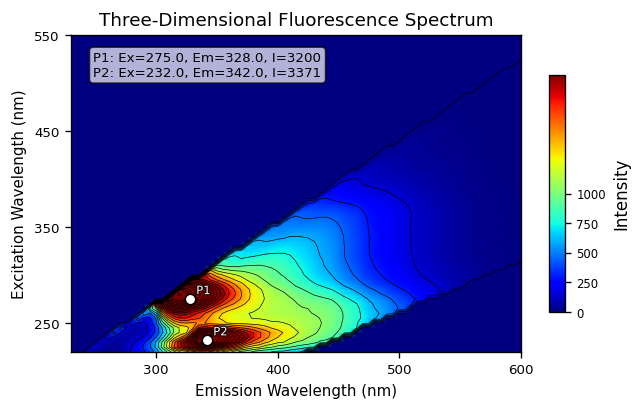 Three-Dimensional Fluorescence Spectrum
P1: Ex=275.0, Em=328.0, I=3200
P2: Ex=232.0, Em=342.0, I=3371
550
450
350
250
Excitation Wavelength (nm)
P1
P2
300
400
500
600
Emission Wavelength (nm)
1000
750
500
250
0
Intensity